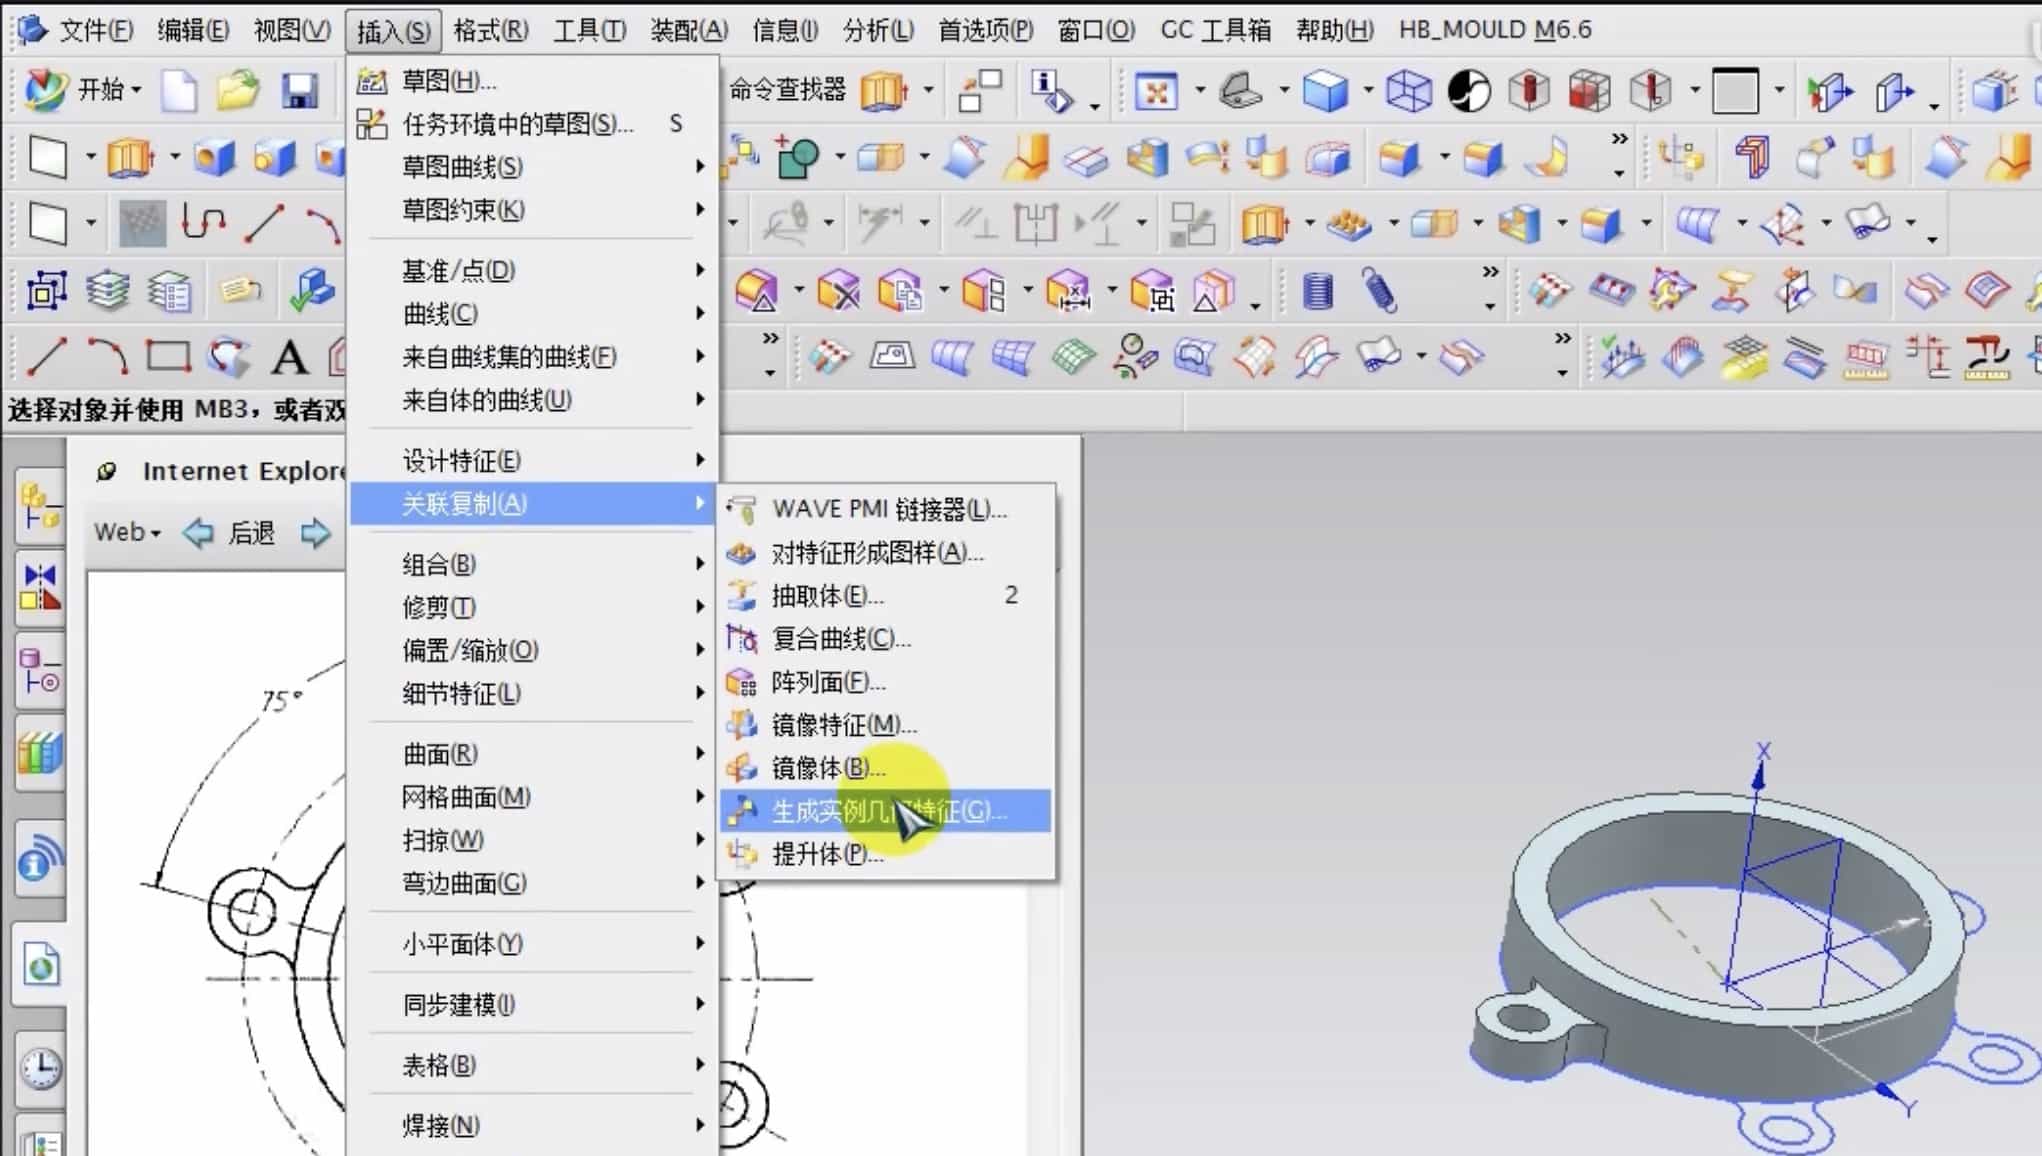 文件(F) 编辑(E) 视图(V) 插入(S) 格式(R) 工具(T) 装配(A) 信息(I) 分析(L) 首选项(P) 窗口(O) GC 工具箱 帮助(H) HB_MOULD M6.6
开始
命令查找器
草图(H)...
任务环境中的草图(S)... S
草图曲线(S)
草图约束(K)
基准/点(D)
曲线(C)
来自曲线集的曲线(F)
来自体的曲线(U)
设计特征(E)
关联复制(A)
组合(B)
修剪(T)
偏置/缩放(O)
细节特征(L)
曲面(R)
网格曲面(M)
扫掠(W)
弯边曲面(G)
小平面体(Y)
同步建模(I)
表格(B)
焊接(N)
WAVE PMI 链接器(L)...
对特征形成图样(A)...
抽取体(E)... 2
复合曲线(C)...
阵列面(F)...
镜像特征(M)...
镜像体(B)...
生成实例几何特征(G)...
提升体(P)...
选择对象并使用 MB3，或者双
Internet Explore
Web 后退
75°
X
Y